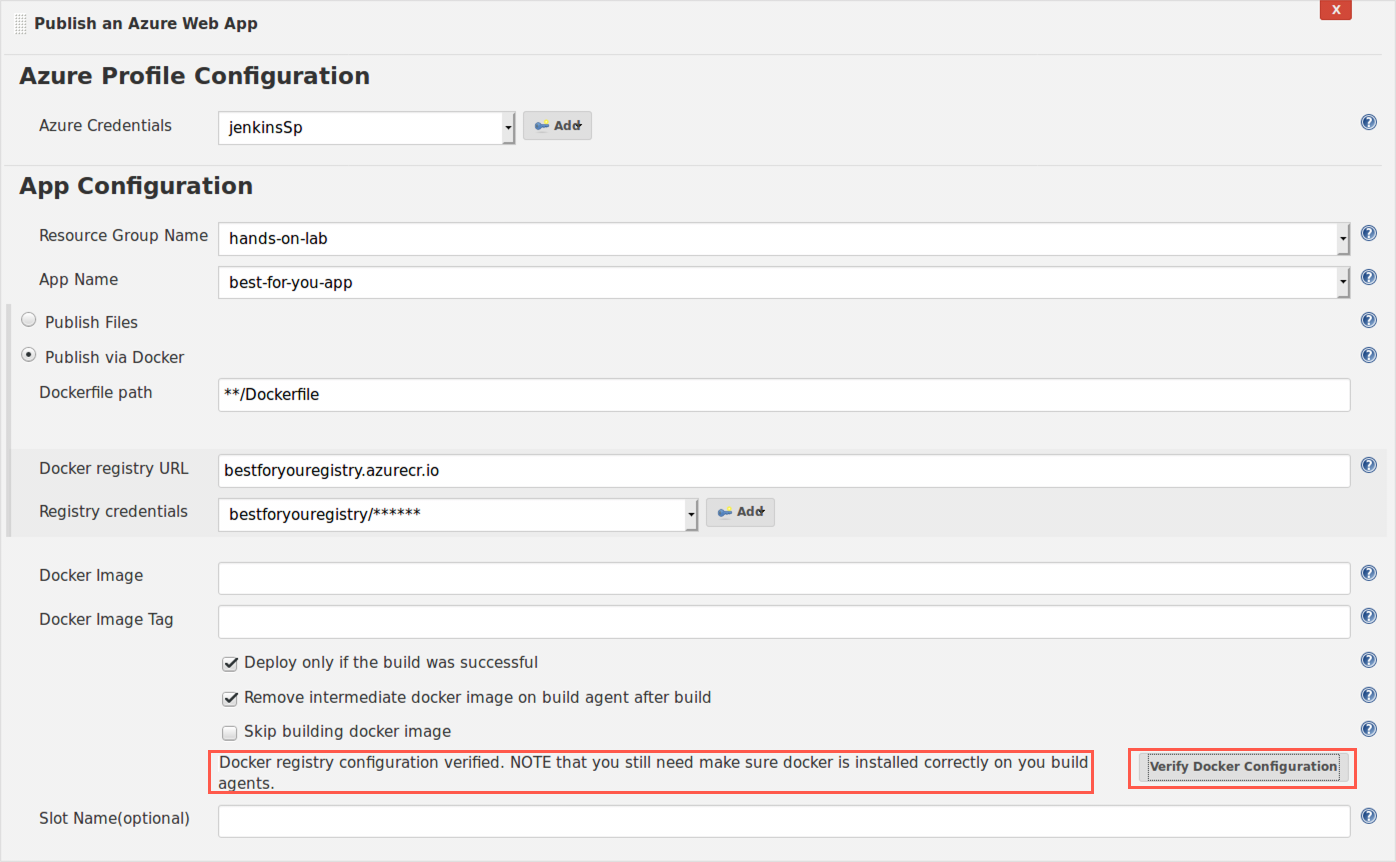 Publish an Azure Web App
X
Azure Profile Configuration
Azure Credentials
jenkinsSp
Add
App Configuration
Resource Group Name
hands-on-lab
App Name
best-for-you-app
Publish Files
Publish via Docker
Dockerfile path
**/Dockerfile
Docker registry URL
bestforyouregistry.azurecr.io
Registry credentials
bestforyouregistry/******
Add
Docker Image
Docker Image Tag
Deploy only if the build was successful
Remove intermediate docker image on build agent after build
Skip building docker image
Docker registry configuration verified. NOTE that you still need make sure docker is installed correctly on you build
agents.
Verify Docker Configuration
Slot Name(optional)